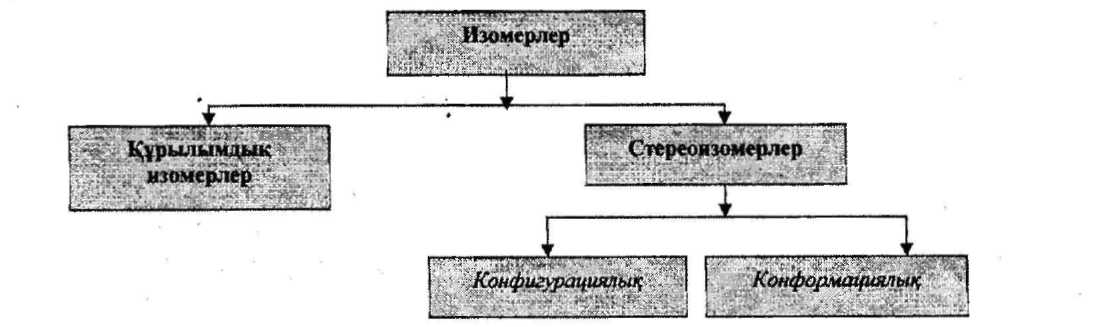 Изомерлер
Құрылымдық
изомерлер
Стереоизомерлер
Конфигурациялық
Конформациялық